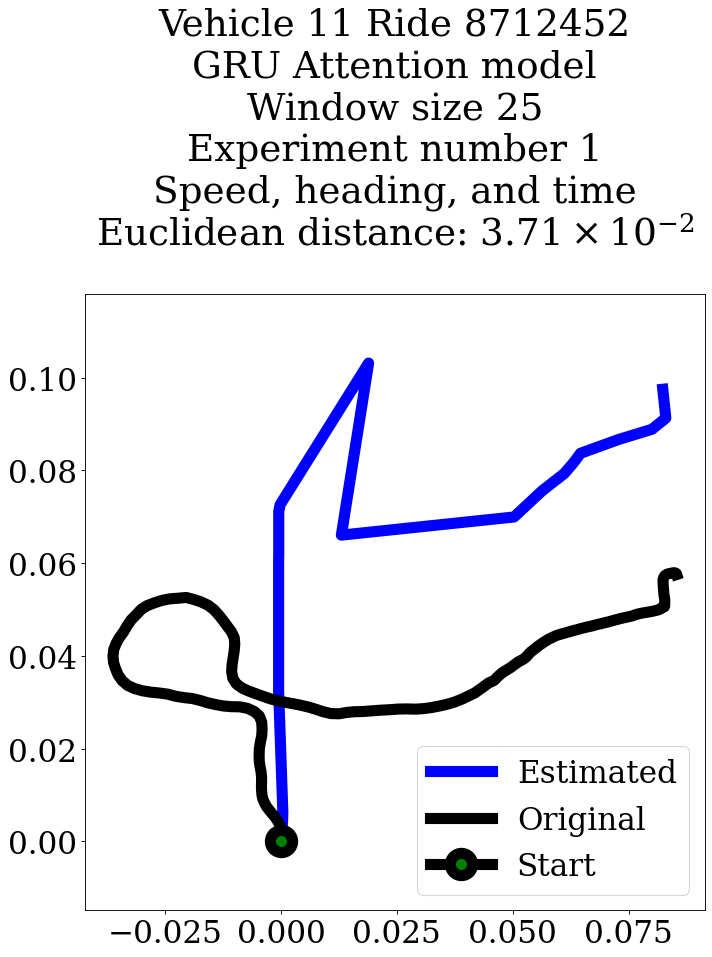 Vehicle 11 Ride 8712452
GRU Attention model
Window size 25
Experiment number 1
Speed, heading, and time
Euclidean distance: 3.71 × 10⁻²
0.10
0.08
0.06
0.04
0.02
0.00
Estimated
Original
Start
−0.025 0.000 0.025 0.050 0.075